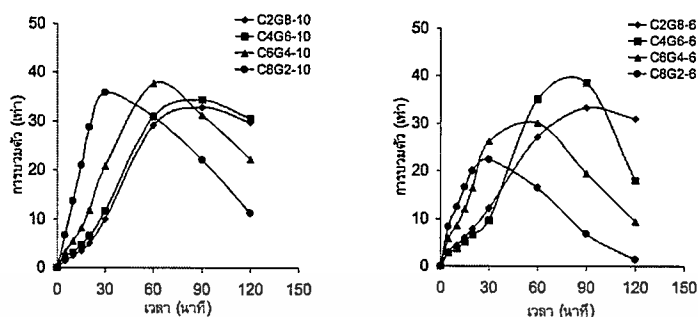 50
40
30
20
10
0
การบวมตัว (เท่า)
C2G8-10
C4G6-10
C6G4-10
C8G2-10
0 30 60 90 120 150
เวลา (นาที)
50
40
30
20
10
0
การบวมตัว (เท่า)
C2G8-6
C4G6-6
C6G4-6
C8G2-6
0 30 60 90 120 150
เวลา (นาที)